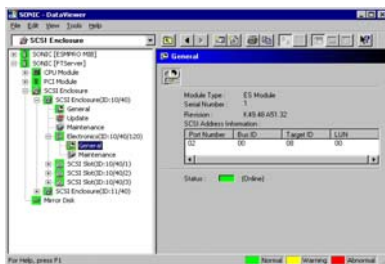 SONIC - DataViewer
File Edit View Tools Help
SCSI Enclosure
SONIC [ESMPRO MIB]
SONIC [FTServer]
CPU Module
PCI Module
SCSI Enclosure
SCSI Enclosure(ID:10/40)
General
Update
Maintenance
Electronics(ID:10/40/120)
General
Maintenance
SCSI Slot(ID:10/40/1)
SCSI Slot(ID:10/40/2)
SCSI Slot(ID:10/40/3)
SCSI Enclosure(ID:11/40)
Mirror Disk
General
Module Type : ES Module
Serial Number : 1
Revision : K49.46 A51.32
SCSI Address Information :
Port Number Bus ID Target ID LUN
02 00 08 00
Status : (Online)
For Help, press F1
Normal Warning Abnormal